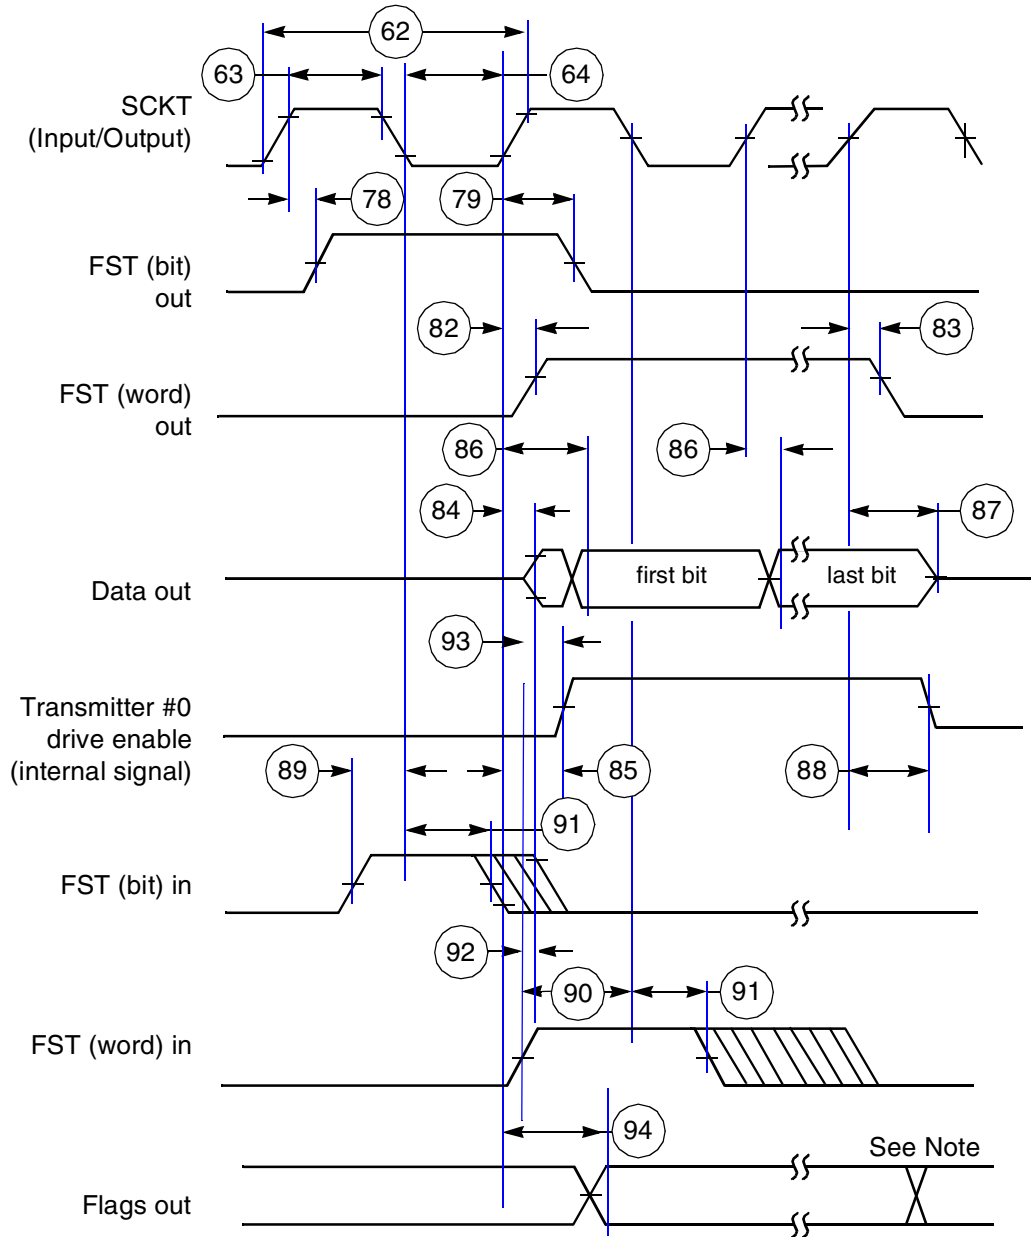 62
63
64
SCKT
(Input/Output)
78
79
FST (bit)
out
82
83
FST (word)
out
86
86
84
87
first bit
last bit
Data out
93
Transmitter #0
drive enable
(internal signal)
89
85
88
91
FST (bit) in
92
90
91
FST (word) in
94
See Note
Flags out